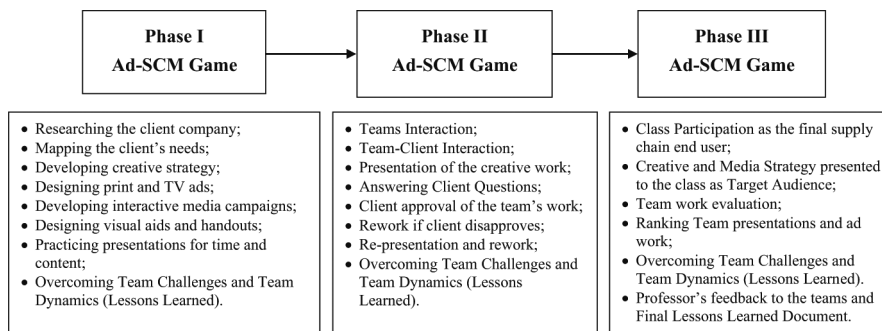 Phase I
Ad-SCM Game
Phase II
Ad-SCM Game
Phase III
Ad-SCM Game
• Researching the client company;
• Mapping the client's needs;
• Developing creative strategy;
• Designing print and TV ads;
• Developing interactive media campaigns;
• Designing visual aids and handouts;
• Practicing presentations for time and
content;
• Overcoming Team Challenges and Team
Dynamics (Lessons Learned).
• Teams Interaction;
• Team-Client Interaction;
• Presentation of the creative work;
• Answering Client Questions;
• Client approval of the team's work;
• Rework if client disapproves;
• Re-presentation and rework;
• Overcoming Team Challenges and
Team Dynamics (Lessons
Learned).
• Class Participation as the final supply
chain end user;
• Creative and Media Strategy presented
to the class as Target Audience;
• Team work evaluation;
• Ranking Team presentations and ad
work;
• Overcoming Team Challenges and
Team Dynamics (Lessons Learned).
• Professor's feedback to the teams and
Final Lessons Learned Document.